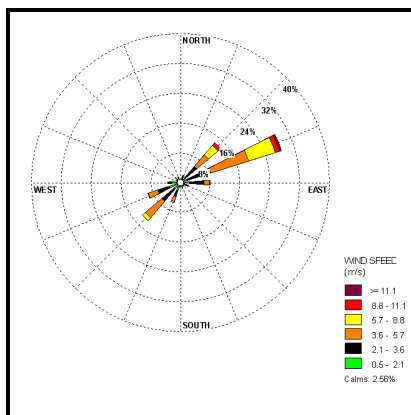 NORTH
40%
32%
24%
16%
8%
WEST
EAST
SOUTH
WIND SPEED
(m/s)
>= 11.1
8.8 - 11.1
5.7 - 8.8
3.6 - 5.7
2.1 - 3.6
0.5 - 2.1
Calms: 2.56%